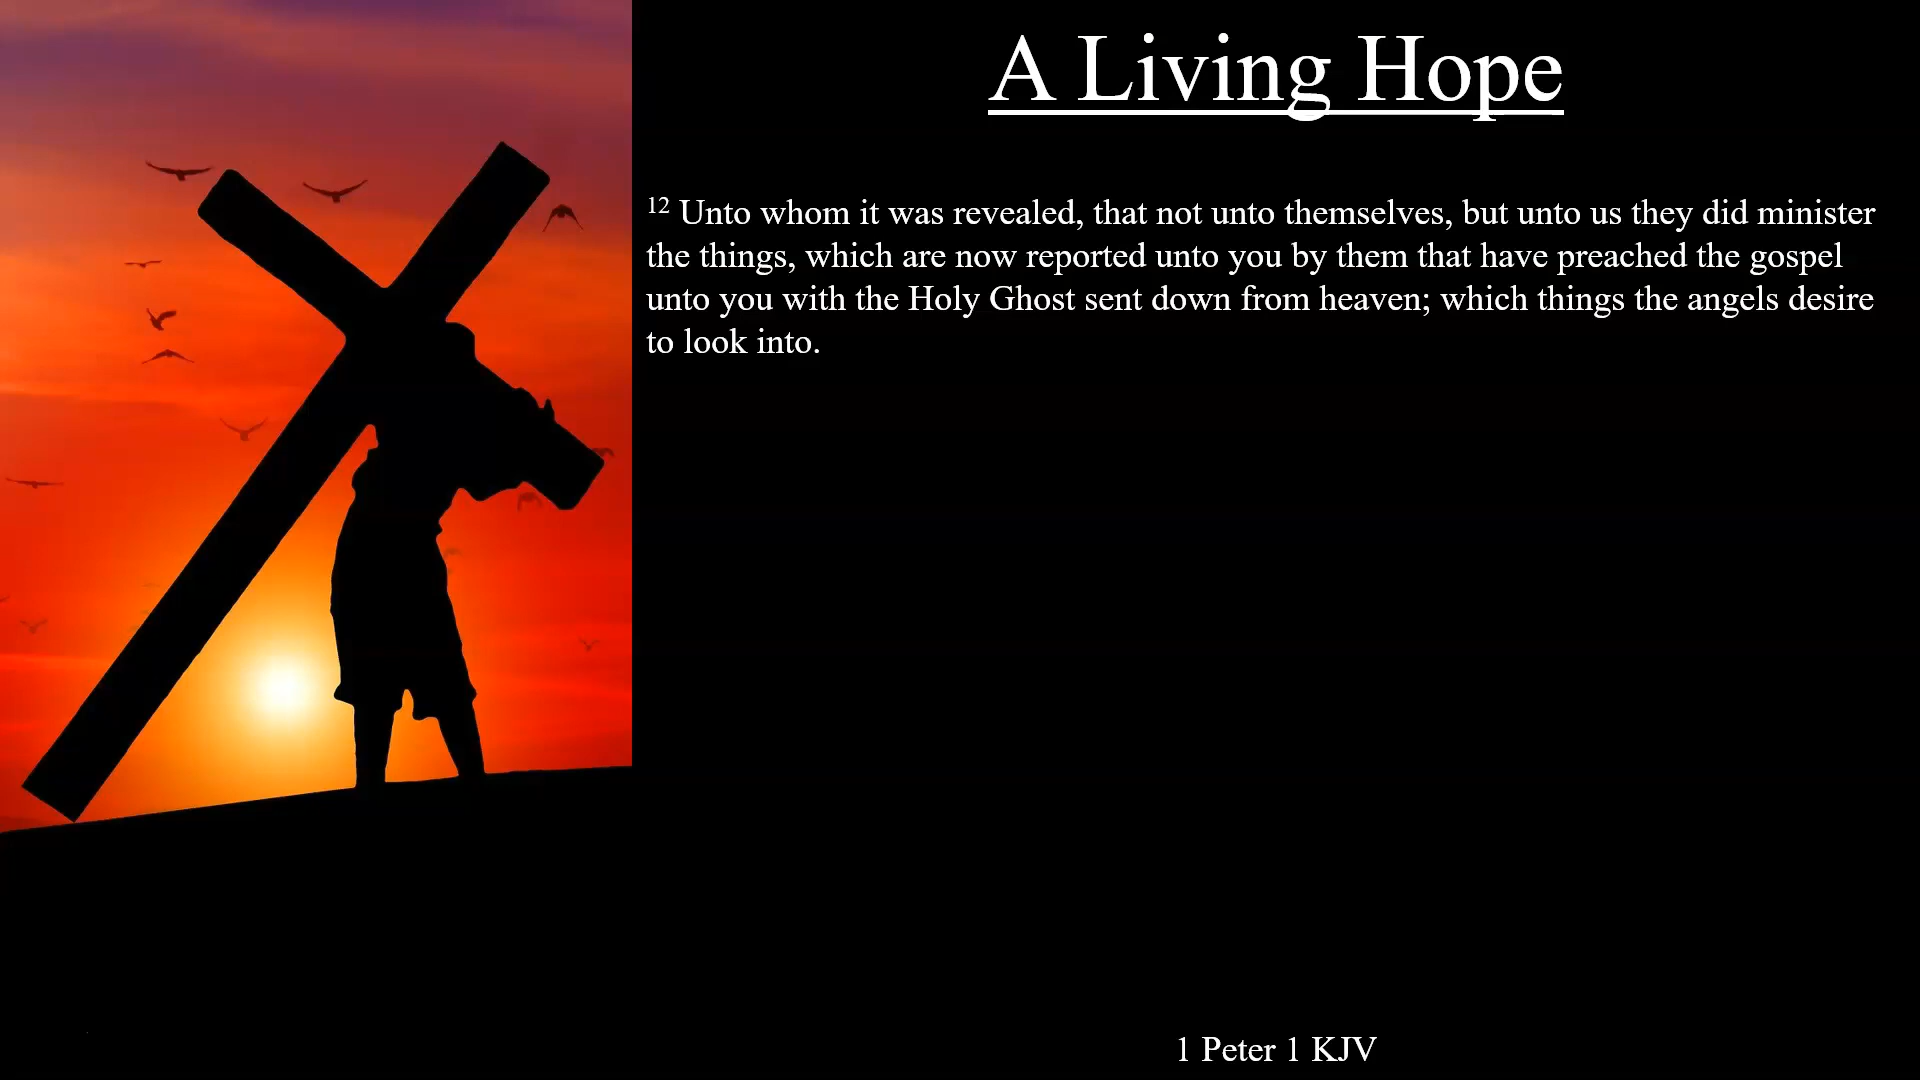 A Living Hope
12 Unto whom it was revealed, that not unto themselves, but unto us they did minister
the things, which are now reported unto you by them that have preached the gospel
unto you with the Holy Ghost sent down from heaven; which things the angels desire
to look into.
1 Peter 1 KJV